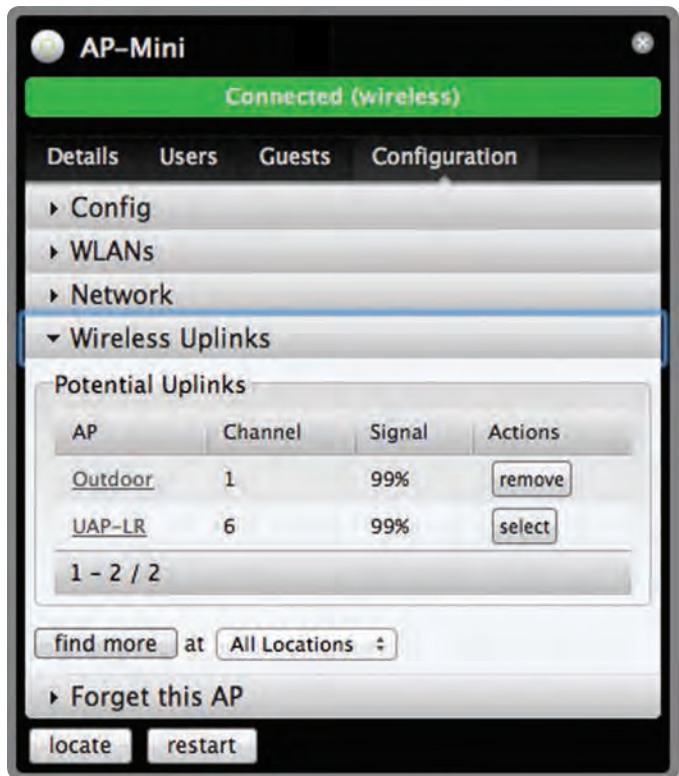 AP-Mini
Connected (wireless)
Details Users Guests Configuration
Config
WLANs
Network
Wireless Uplinks
Potential Uplinks
AP Channel Signal Actions
Outdoor 1 99% remove
UAP-LR 6 99% select
1 - 2 / 2
find more at All Locations
Forget this AP
locate restart